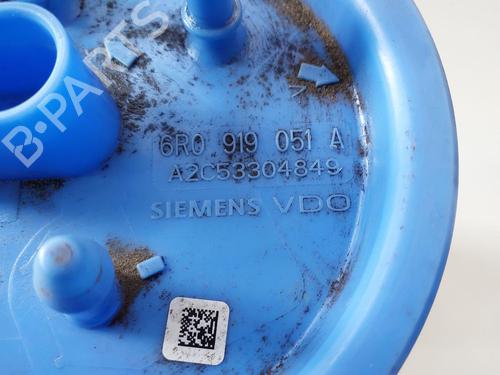 B-PARTS
6R0 919 051 A
A2C53304849
SIEMENS VDO